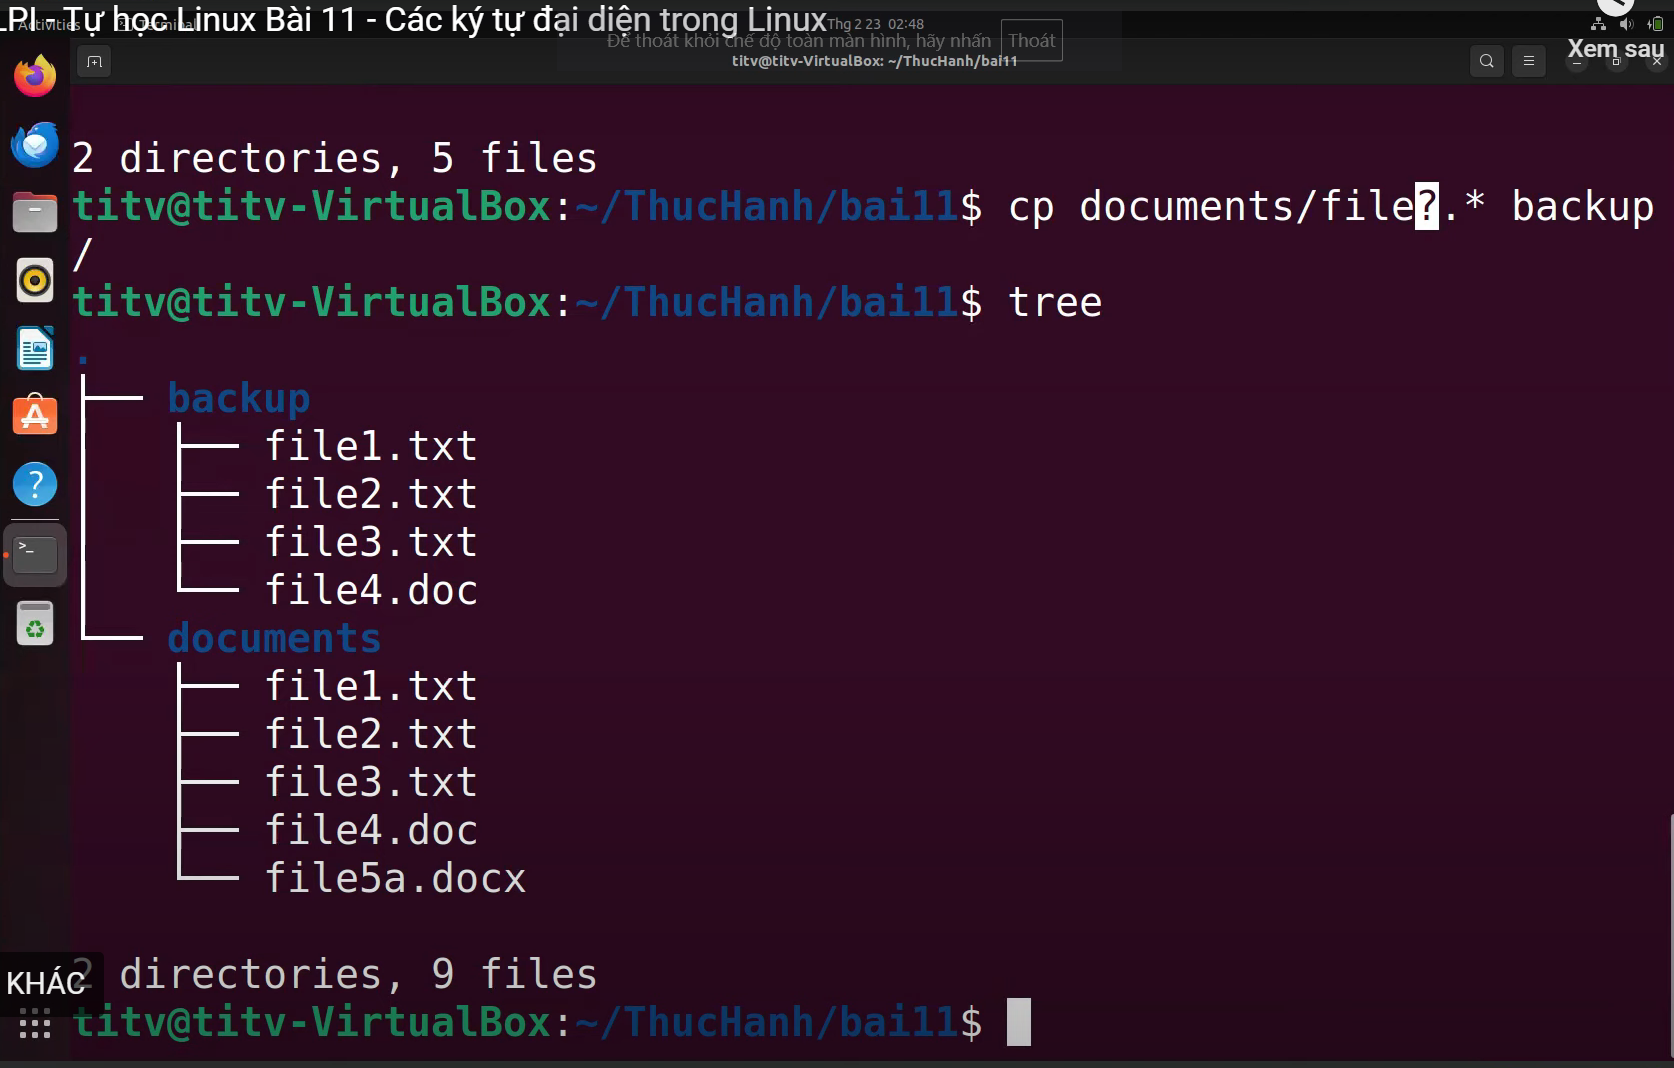 LPI - Tự học Linux Bài 11 - Các ký tự đại diện trong Linux
Activities Terminal
Thg 2 23 02:48
Để thoát khỏi chế độ toàn màn hình, hãy nhấn Thoát
titv@titv-VirtualBox: ~/ThucHanh/bai11
Xem sau
2 directories, 5 files
titv@titv-VirtualBox:~/ThucHanh/bai11$ cp documents/file?.* backup
/
titv@titv-VirtualBox:~/ThucHanh/bai11$ tree
.
├── backup
│   ├── file1.txt
│   ├── file2.txt
│   ├── file3.txt
│   └── file4.doc
└── documents
    ├── file1.txt
    ├── file2.txt
    ├── file3.txt
    ├── file4.doc
    └── file5a.docx
2 directories, 9 files
KHÁC
titv@titv-VirtualBox:~/ThucHanh/bai11$